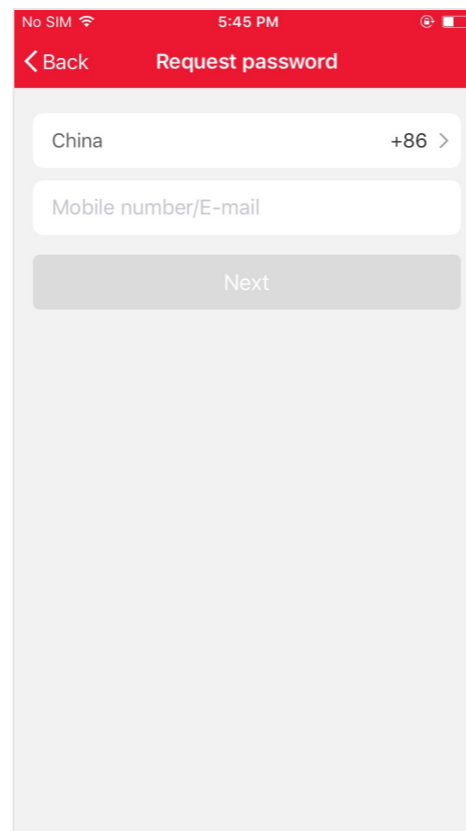 No SIM 5:45 PM
Back Request password
China +86
Mobile number/E-mail
Next